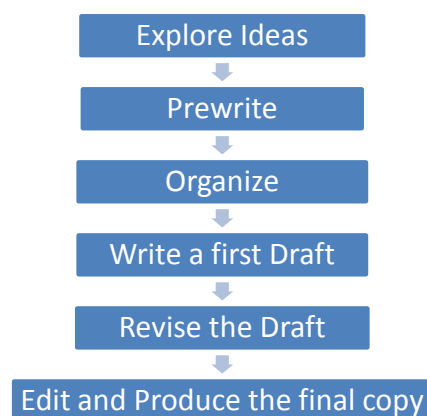 Explore Ideas
Prewrite
Organize
Write a first Draft
Revise the Draft
Edit and Produce the final copy